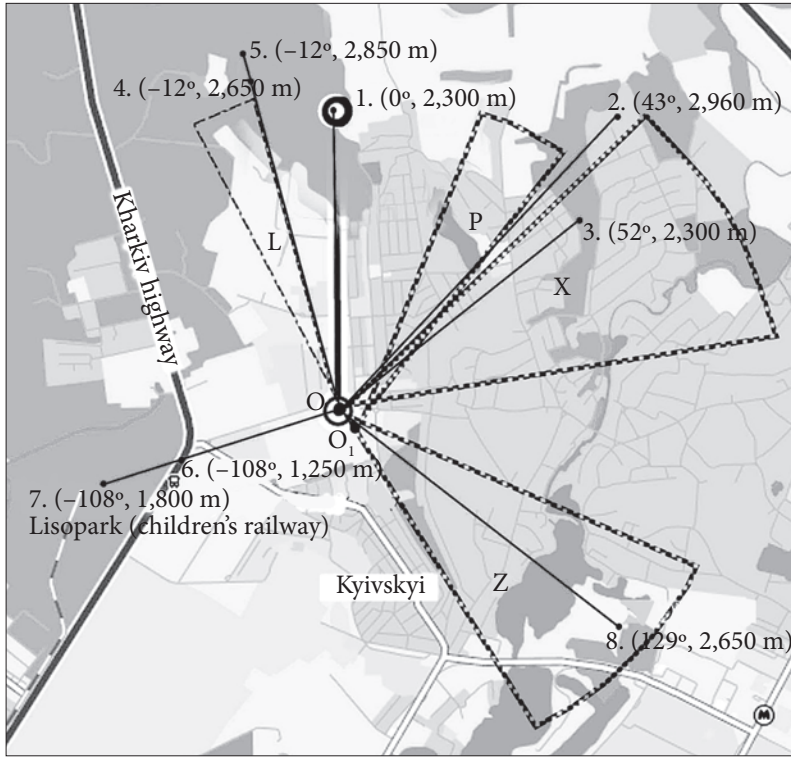 5. (–12º, 2,850 m)
4. (–12º, 2,650 m)
1. (0º, 2,300 m)
2. (43º, 2,960 m)
Kharkiv highway
L
P
3. (52º, 2,300 m)
X
O
O1
6. (–108º, 1,250 m)
7. (–108º, 1,800 m)
Lisopark (children's railway)
Kyivskyi
Z
8. (129º, 2,650 m)
M